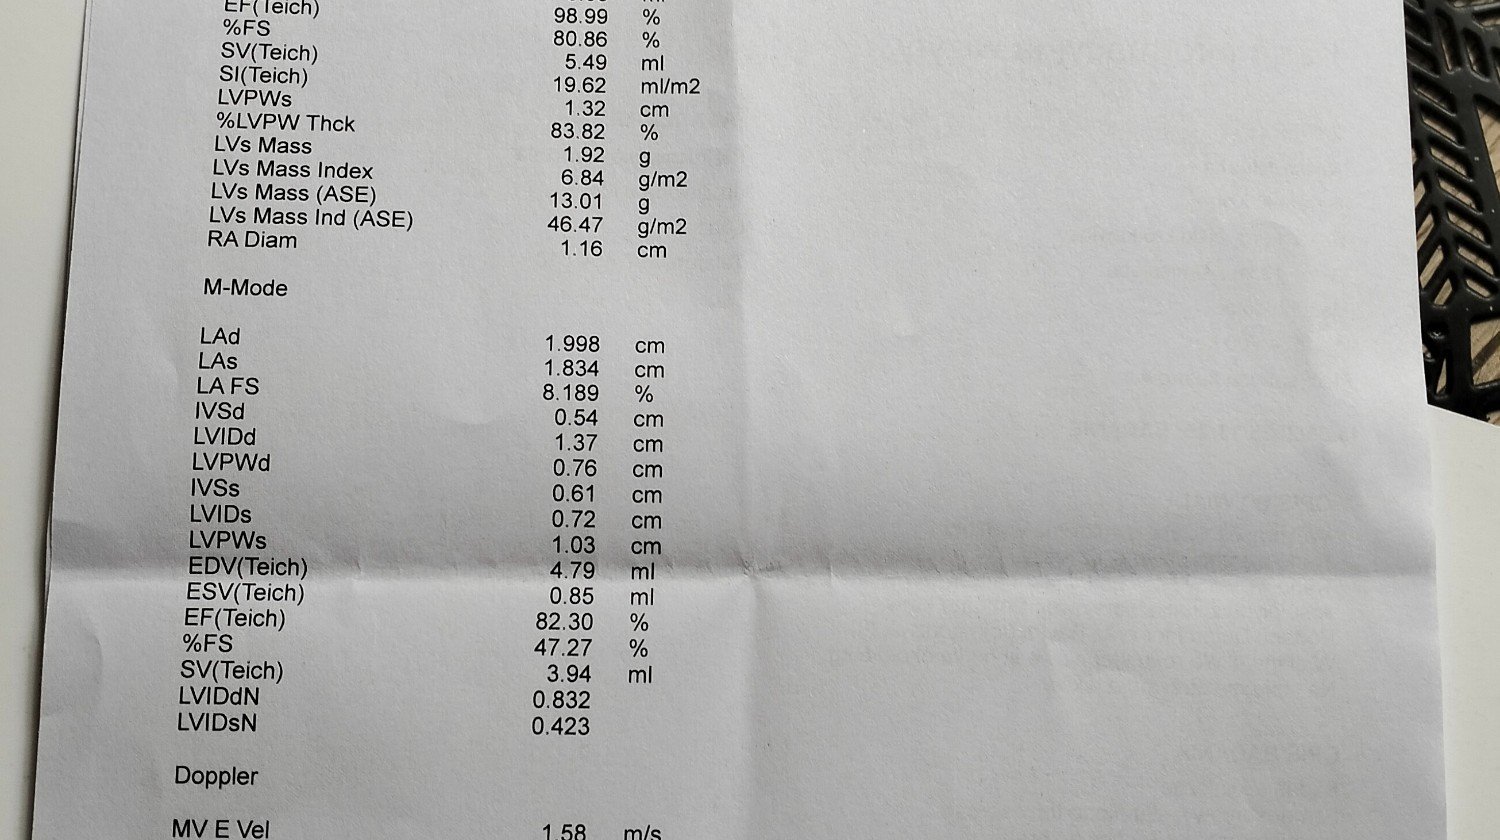 EF(Teich) 98.99 %
%FS 80.86 %
SV(Teich) 5.49 ml
SI(Teich) 19.62 ml/m2
LVPWs 1.32 cm
%LVPW Thck 83.82 %
LVs Mass 1.92 g
LVs Mass Index 6.84 g/m2
LVs Mass (ASE) 13.01 g
LVs Mass Ind (ASE) 46.47 g/m2
RA Diam 1.16 cm
M-Mode
LAd 1.998 cm
LAs 1.834 cm
LA FS 8.189 %
IVSd 0.54 cm
LVIDd 1.37 cm
LVPWd 0.76 cm
IVSs 0.61 cm
LVIDs 0.72 cm
LVPWs 1.03 cm
EDV(Teich) 4.79 ml
ESV(Teich) 0.85 ml
EF(Teich) 82.30 %
%FS 47.27 %
SV(Teich) 3.94 ml
LVIDdN 0.832
LVIDsN 0.423
Doppler
MV E Vel 1.58 m/s